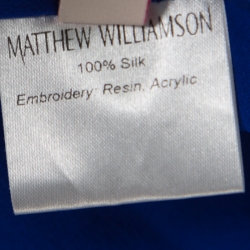 MATTHEW WILLIAMSON
100% Silk
Embroidery: Resin, Acrylic